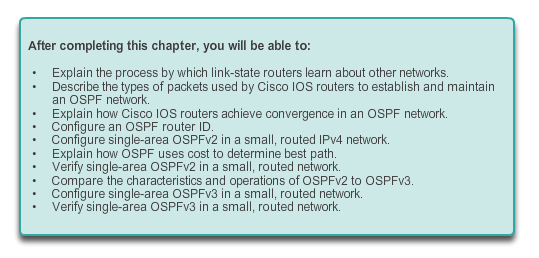 After completing this chapter, you will be able to:
• Explain the process by which link-state routers learn about other networks.
• Describe the types of packets used by Cisco IOS routers to establish and maintain
an OSPF network.
• Explain how Cisco IOS routers achieve convergence in an OSPF network.
• Configure an OSPF router ID.
• Configure single-area OSPFv2 in a small, routed IPv4 network.
• Explain how OSPF uses cost to determine best path.
• Verify single-area OSPFv2 in a small, routed network.
• Compare the characteristics and operations of OSPFv2 to OSPFv3.
• Configure single-area OSPFv3 in a small, routed network.
• Verify single-area OSPFv3 in a small, routed network.